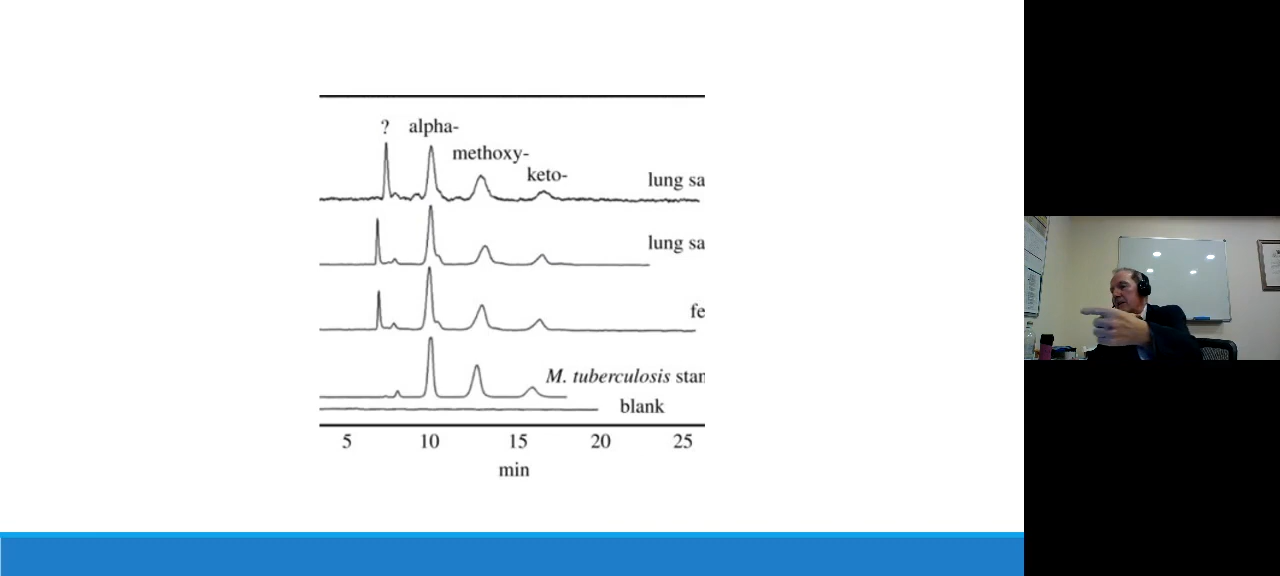 ? alpha-
methoxy-
keto-
lung sa
lung sa
fe
M. tuberculosis stan
blank
5 10 15 20 25
min